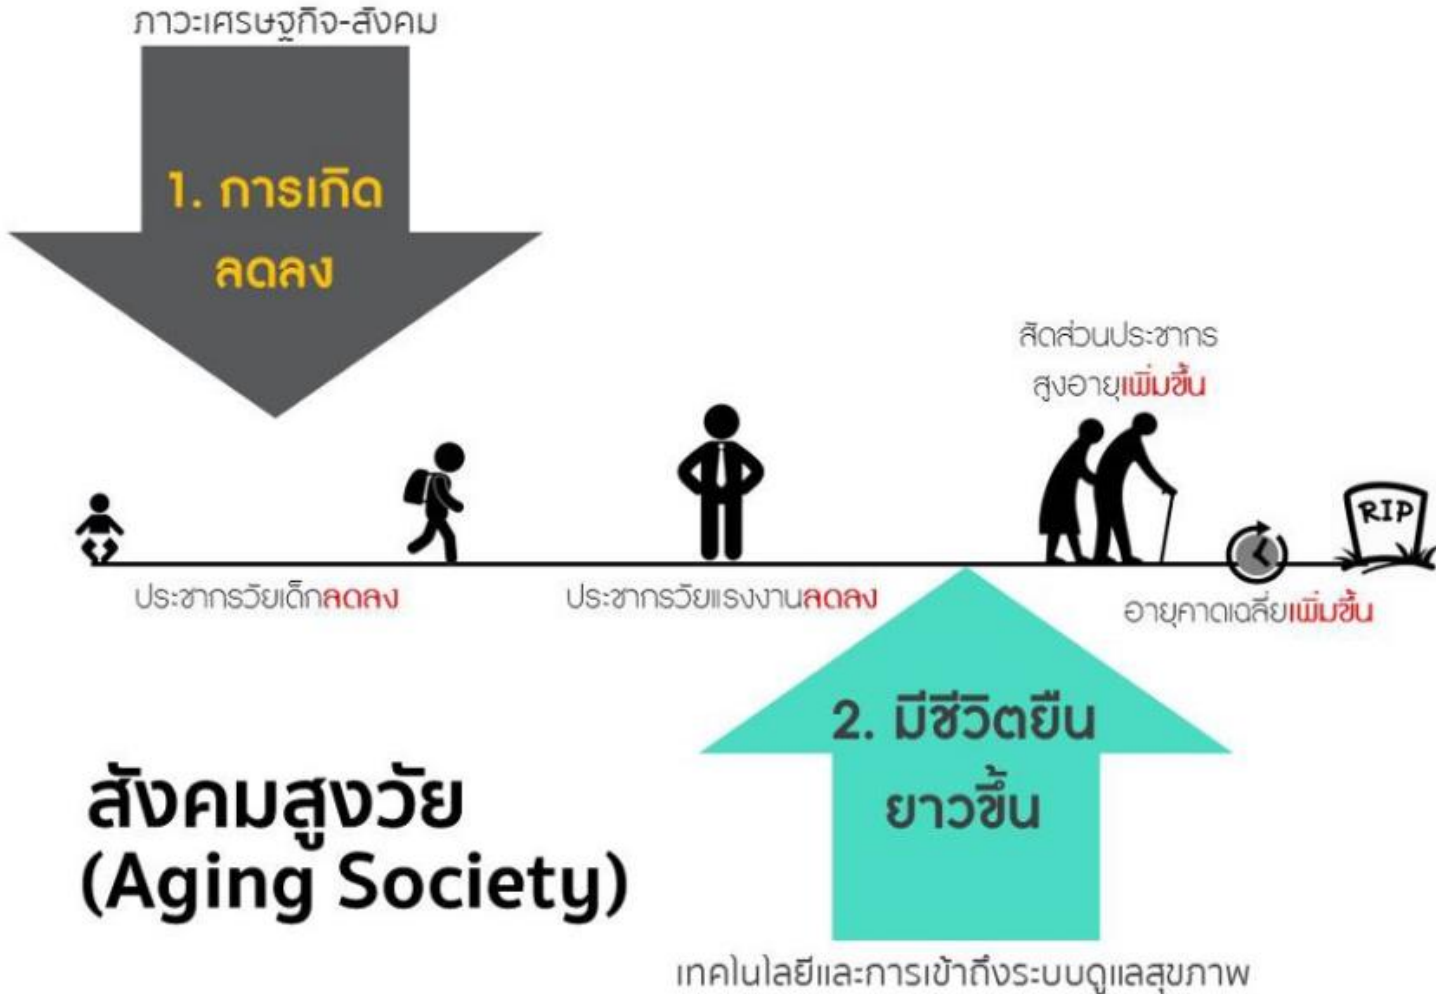 ภาวะเศรษฐกิจ-สังคม
1. การเกิด
ลดลง
สัดส่วนประชากร
สูงอายุเพิ่มขึ้น
RIP
ประชากรวัยเด็กลดลง
ประชากรวัยแรงงานลดลง
อายุคาดเฉลี่ยเพิ่มขึ้น
2. มีชีวิตยืน
ยาวขึ้น
สังคมสูงวัย
(Aging Society)
เทคโนโลยีและการเข้าถึงระบบดูแลสุขภาพ